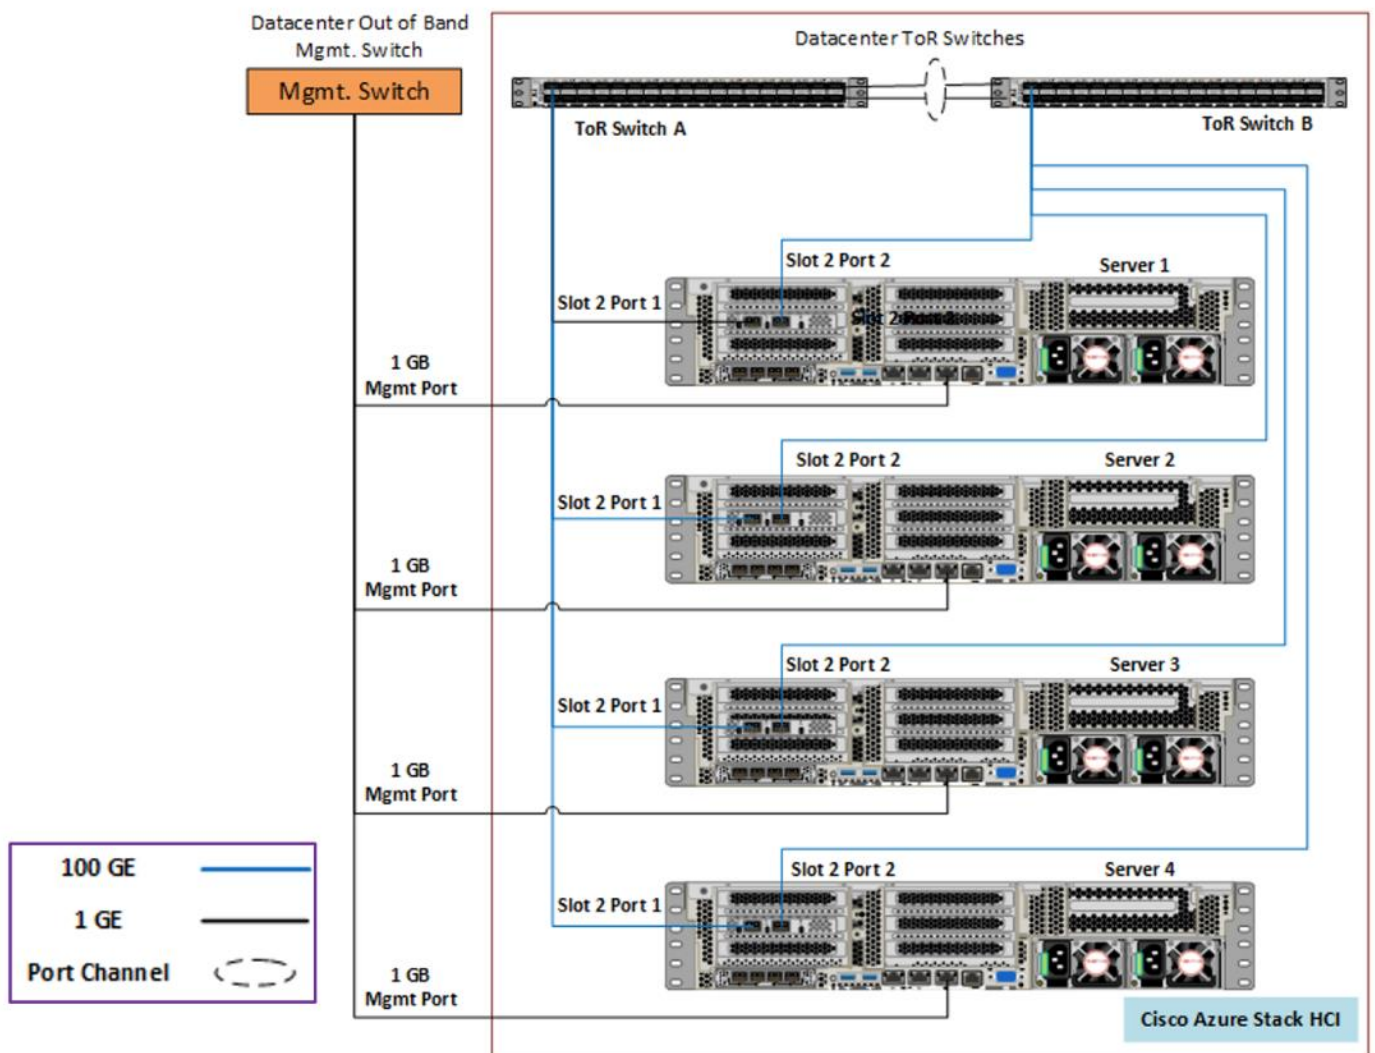 Datacenter Out of Band
Mgmt. Switch
Mgmt. Switch
Datacenter ToR Switches
ToR Switch A
ToR Switch B
Slot 2 Port 2
Server 1
Slot 2 Port 1
Slot 2 Port 2
1 GB
Mgmt Port
Slot 2 Port 2
Server 2
Slot 2 Port 1
1 GB
Mgmt Port
Slot 2 Port 2
Server 3
Slot 2 Port 1
1 GB
Mgmt Port
Slot 2 Port 2
Server 4
Slot 2 Port 1
1 GB
Mgmt Port
100 GE
1 GE
Port Channel
Cisco Azure Stack HCI